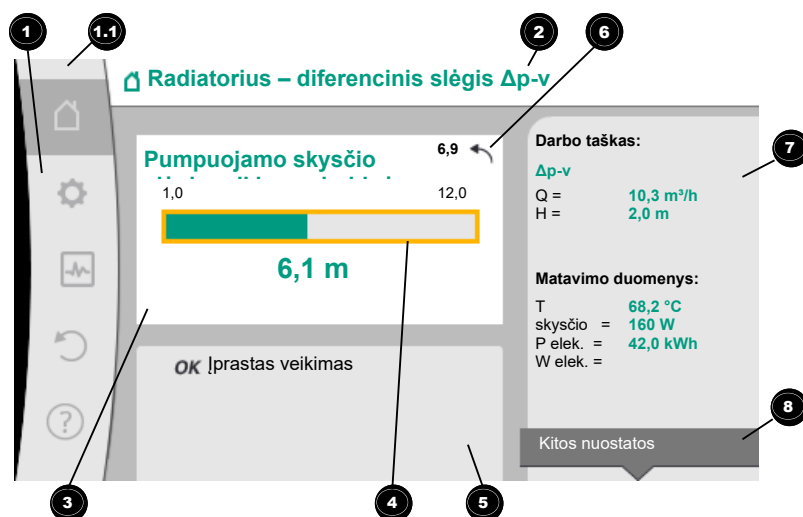 1
1.1
2
6
Radiatorius – diferencinis slėgis Δp-v
Pumpuojamo skysčio
6,9
1,0
12,0
6,1 m
OK Įprastas veikimas
Darbo taškas:
Δp-v
Q = 10,3 m³/h
H = 2,0 m
7
Matavimo duomenys:
T 68,2 °C
skysčio = 160 W
P elek. = 42,0 kWh
W elek. =
?
8
Kitos nuostatos
3
4
5